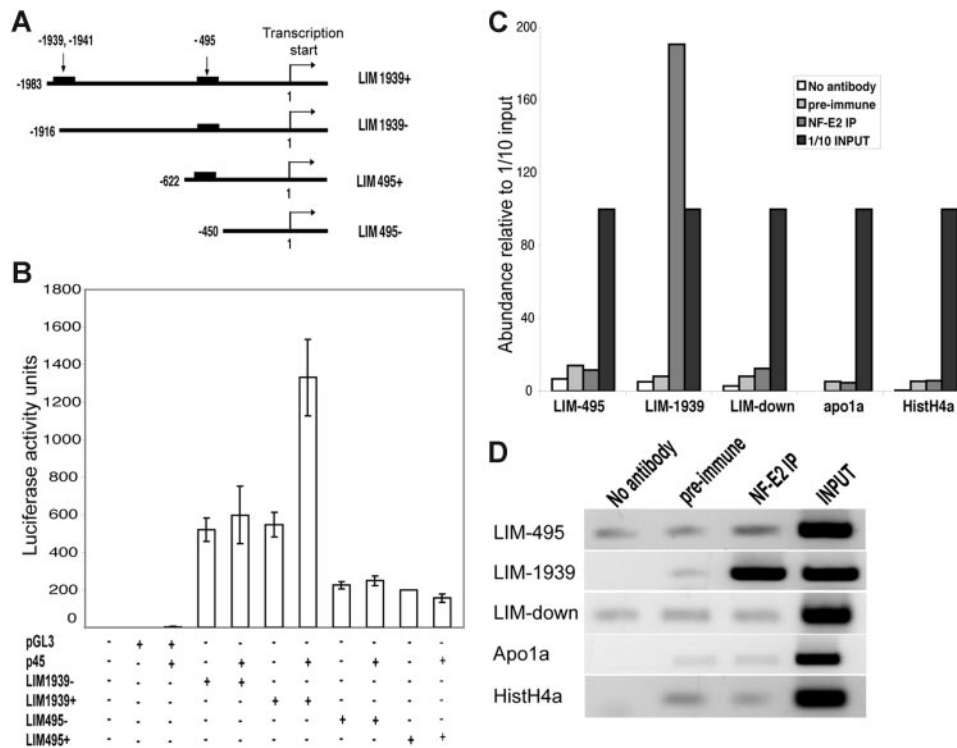 A
-1939, -1941
-495
Transcription
start
-1983
1
LIM 1939+
-1916
1
LIM 1939-
-622
1
LIM 495+
-450
1
LIM 495-
B
Luciferase activity units
1800
1600
1400
1200
1000
800
600
400
200
0
pGL3 - + + - - - - - - - -
p45 - - + - + - + - + - +
LIM1939- - - - + + - - - - - -
LIM1939+ - - - - - + + - - - -
LIM495- - - - - - - - + + - -
LIM495+ - - - - - - - - - + +
C
Abundance relative to 1/10 input
200
160
120
80
40
0
No antibody
pre-immune
NF-E2 IP
1/10 INPUT
LIM-495 LIM-1939 LIM-down apo1a HistH4a
D
No antibody pre-immune NF-E2 IP INPUT
LIM-495
LIM-1939
LIM-down
Apo1a
HistH4a